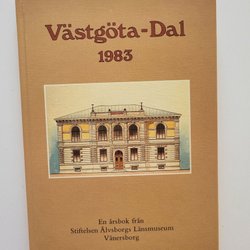 Västgöta-Dal
1983
En årsbok från
Stiftelsen Älvsborgs Länsmuseum
Vänersborg